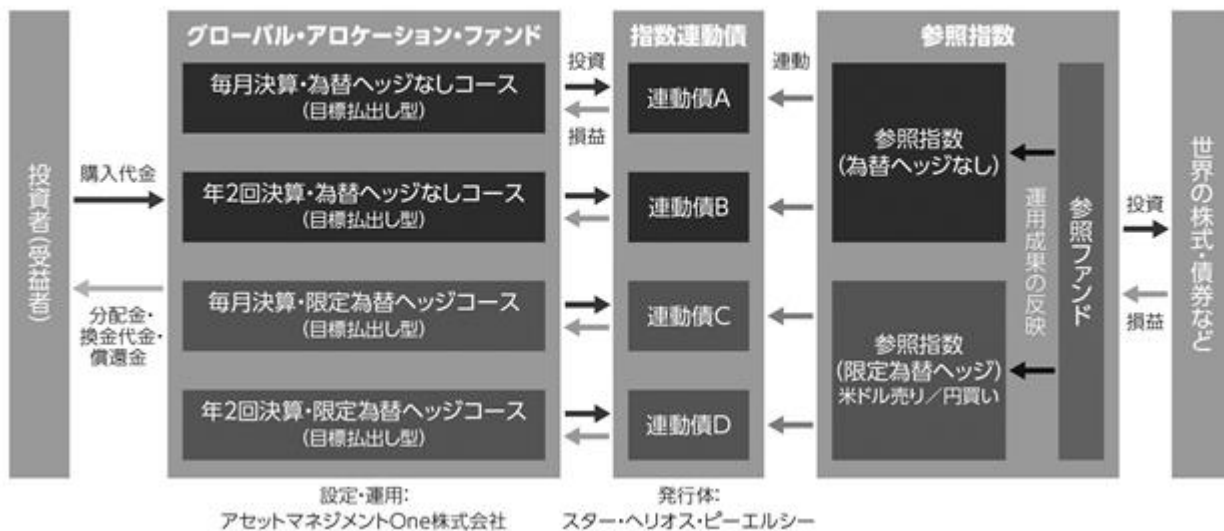 グローバル・アロケーション・ファンド
指数連動債
参照指数
投資者(受益者)
購入代金
分配金・
換金代金・
償還金
毎月決算・為替ヘッジなしコース
(目標払出し型)
年2回決算・為替ヘッジなしコース
(目標払出し型)
毎月決算・限定為替ヘッジコース
(目標払出し型)
年2回決算・限定為替ヘッジコース
(目標払出し型)
投資
損益
連動債A
連動債B
連動債C
連動債D
連動
参照指数
(為替ヘッジなし)
参照指数
(限定為替ヘッジ)
米ドル売り／円買い
運用成果の反映
参照ファンド
投資
損益
世界の株式・債券など
設定・運用:
アセットマネジメントOne株式会社
発行体:
スター・ヘリオス・ピーエルシー